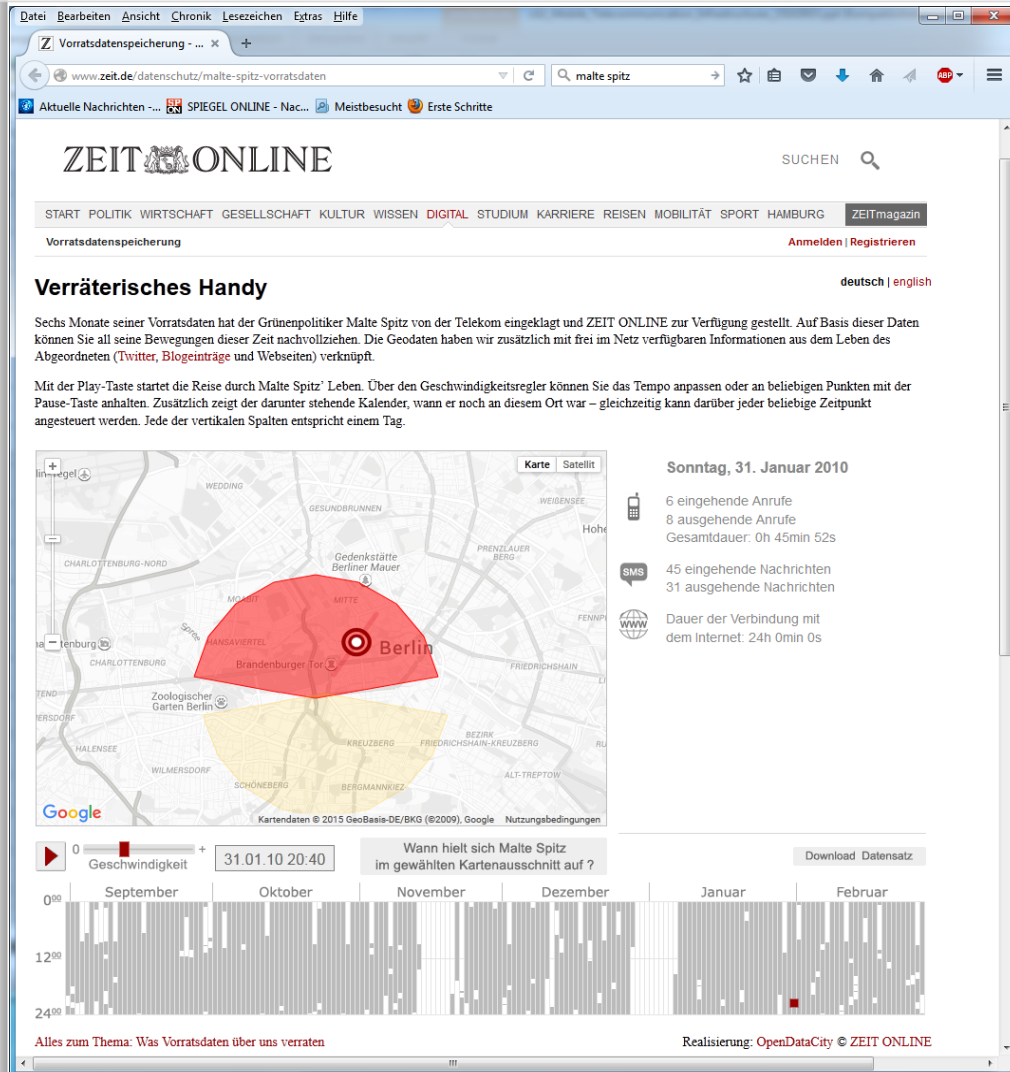 Datei Bearbeiten Ansicht Chronik Lesezeichen Extras Hilfe
Vorratsdatenspeicherung - ... × +
www.zeit.de/datenschutz/malte-spitz-vorratsdaten
malte spitz
ABP
Aktuelle Nachrichten -... SPIEGEL ONLINE - Nac... Meistbesucht Erste Schritte
ZEIT ONLINE
SUCHEN
START POLITIK WIRTSCHAFT GESELLSCHAFT KULTUR WISSEN DIGITAL STUDIUM KARRIERE REISEN MOBILITÄT SPORT HAMBURG ZEITmagazin
Vorratsdatenspeicherung
Anmelden | Registrieren
Verräterisches Handy
deutsch | english
Sechs Monate seiner Vorratsdaten hat der Grünenpolitiker Malte Spitz von der Telekom eingeklagt und ZEIT ONLINE zur Verfügung gestellt. Auf Basis dieser Daten
können Sie all seine Bewegungen dieser Zeit nachvollziehen. Die Geodaten haben wir zusätzlich mit frei im Netz verfügbaren Informationen aus dem Leben des
Abgeordneten (Twitter, Blogeinträge und Webseiten) verknüpft.
Mit der Play-Taste startet die Reise durch Malte Spitz' Leben. Über den Geschwindigkeitsregler können Sie das Tempo anpassen oder an beliebigen Punkten mit der
Pause-Taste anhalten. Zusätzlich zeigt der darunter stehende Kalender, wann er noch an diesem Ort war – gleichzeitig kann darüber jeder beliebige Zeitpunkt
angesteuert werden. Jede der vertikalen Spalten entspricht einem Tag.
Karte Satellit
WEDDING
GESUNDBRUNNEN
WEIßENSEE
Hohe
PRENZLAUER
BERG
Gedenkstätte
Berliner Mauer
CHARLOTTENBURG-NORD
MOABIT
MITTE
FENNP
Spree
HANSAVIERTEL
tenburg
Berlin
CHARLOTTENBURG
Brandenburger Tor
FRIEDRICHSHAIN
Zoologischer
Garten Berlin
HALENSEE
KREUZBERG
BEZIRK
FRIEDRICHSHAIN-KREUZBERG
WILMERSDORF
SCHÖNEBERG
BERGMANNKIEZ
ALT-TREPTOW
Google
Kartendaten © 2015 GeoBasis-DE/BKG (©2009), Google Nutzungsbedingungen
Sonntag, 31. Januar 2010
6 eingehende Anrufe
8 ausgehende Anrufe
Gesamtdauer: 0h 45min 52s
SMS
45 eingehende Nachrichten
31 ausgehende Nachrichten
WWW
Dauer der Verbindung mit
dem Internet: 24h 0min 0s
0 +
Geschwindigkeit
31.01.10 20:40
Wann hielt sich Malte Spitz
im gewählten Kartenausschnitt auf ?
Download Datensatz
September Oktober November Dezember Januar Februar
0 00
12 00
24 00
Alles zum Thema: Was Vorratsdaten über uns verraten
Realisierung: OpenDataCity © ZEIT ONLINE